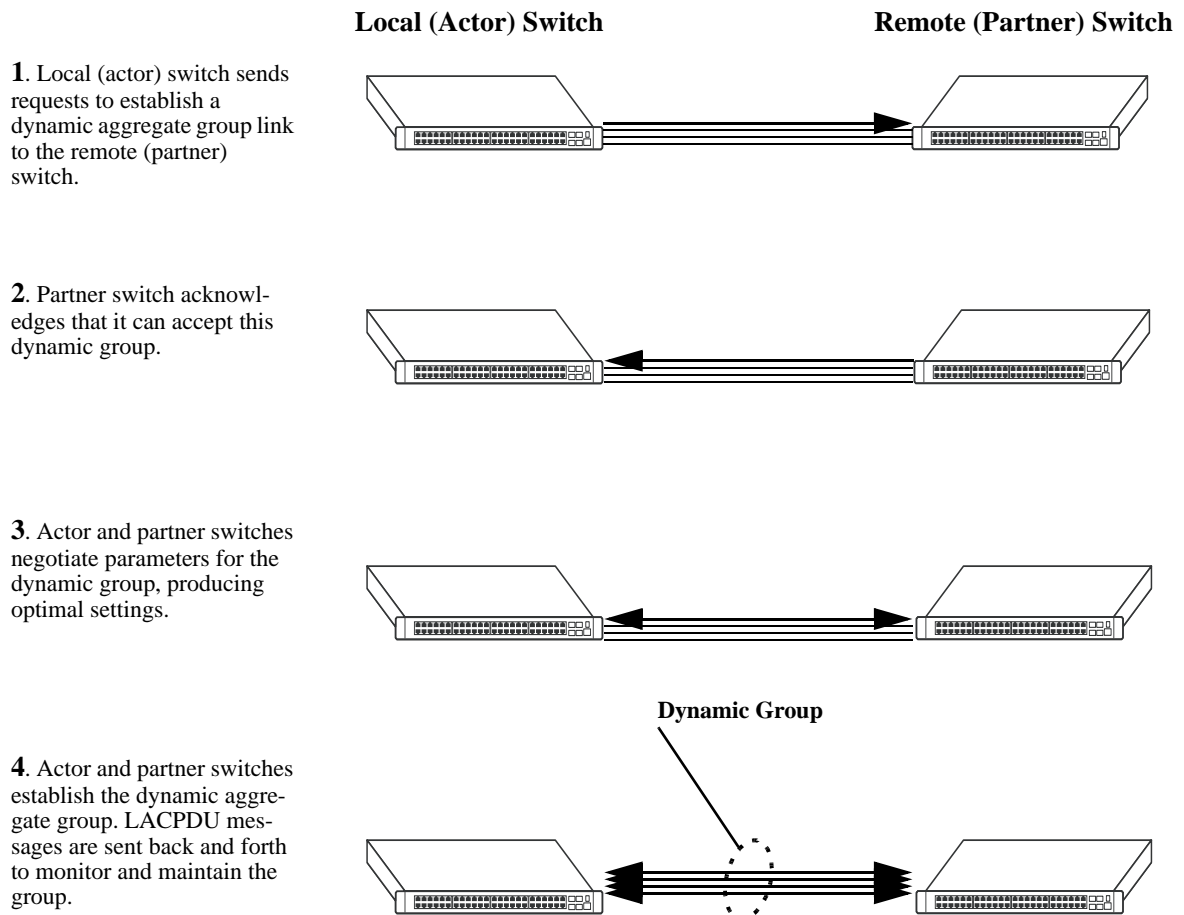 Local (Actor) Switch
Remote (Partner) Switch
1. Local (actor) switch sends
requests to establish a
dynamic aggregate group link
to the remote (partner)
switch.
2. Partner switch acknowl-
edges that it can accept this
dynamic group.
3. Actor and partner switches
negotiate parameters for the
dynamic group, producing
optimal settings.
Dynamic Group
4. Actor and partner switches
establish the dynamic aggre-
gate group. LACPDU mes-
sages are sent back and forth
to monitor and maintain the
group.